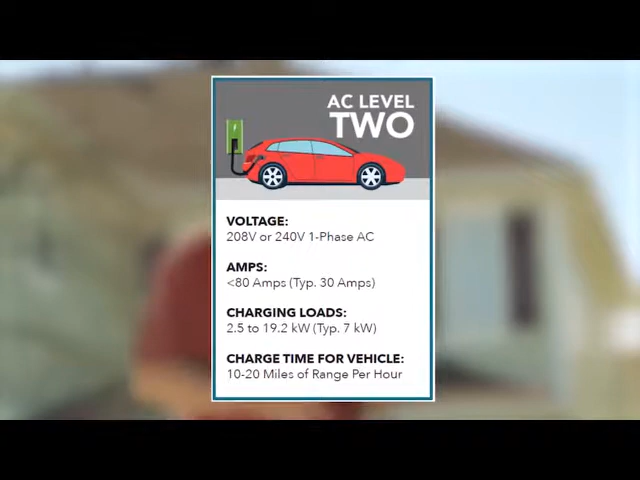 AC LEVEL
TWO
VOLTAGE:
208V or 240V 1-Phase AC
AMPS:
<80 Amps (Typ. 30 Amps)
CHARGING LOADS:
2.5 to 19.2 kW (Typ. 7 kW)
CHARGE TIME FOR VEHICLE:
10-20 Miles of Range Per Hour